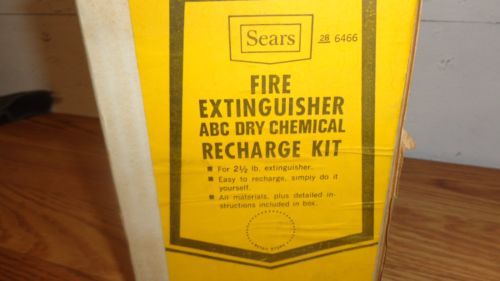 Sears
28 6466
FIRE
EXTINGUISHER
ABC DRY CHEMICAL
RECHARGE KIT
■ For 2½ lb. extinguisher.
■ Easy to recharge, simply do it
yourself.
■ All materials, plus detailed in-
structions included in box.